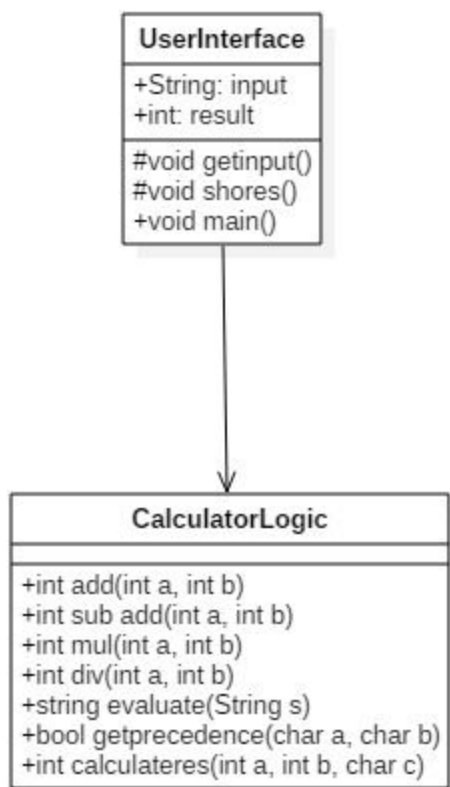 UserInterface
+String: input
+int: result
#void getinput()
#void shores()
+void main()
CalculatorLogic
+int add(int a, int b)
+int sub add(int a, int b)
+int mul(int a, int b)
+int div(int a, int b)
+string evaluate(String s)
+bool getprecedence(char a, char b)
+int calculateres(int a, int b, char c)